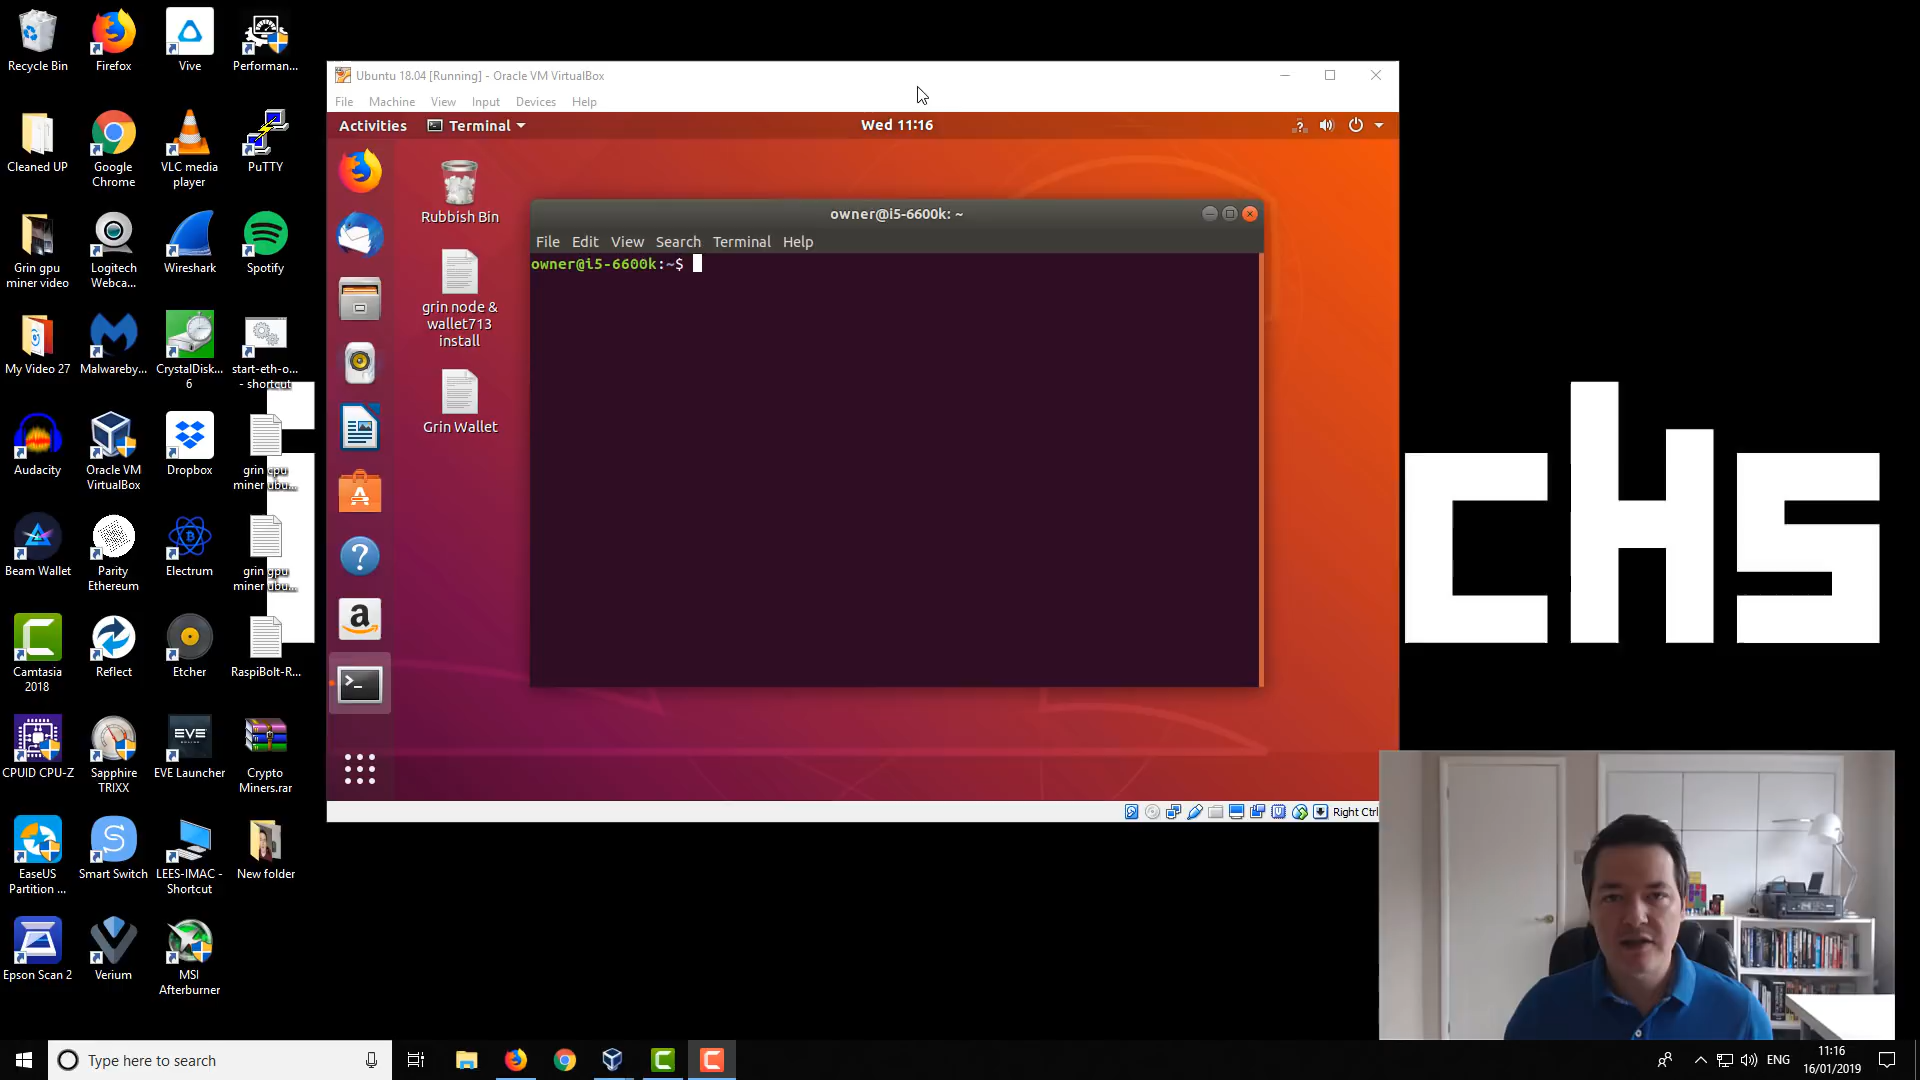 Recycle Bin
Firefox
Vive
Performan...
Cleaned UP
Google
Chrome
VLC media
player
PuTTY
Grin gpu
miner video
Logitech
Webca...
Wireshark
Spotify
My Video 27
Malwareby...
CrystalDisk...
6
start-eth-o...
- shortcut
Audacity
Oracle VM
VirtualBox
Dropbox
grin cpu
miner ubu...
Beam Wallet
Parity
Ethereum
Electrum
grin gpu
miner ubu...
Camtasia
2018
Reflect
Etcher
RaspiBolt-R...
CPUID CPU-Z
Sapphire
TRIXX
EVE
EVE Launcher
Crypto
Miners.rar
EaseUS
Partition ...
Smart Switch
LEES-IMAC -
Shortcut
New folder
Epson Scan 2
Verium
MSI
Afterburner
Ubuntu 18.04 [Running] - Oracle VM VirtualBox
File Machine View Input Devices Help
Activities Terminal Wed 11:16
Rubbish Bin
grin node &
wallet713
install
Grin Wallet
owner@i5-6600k: ~
File Edit View Search Terminal Help
owner@i5-6600k:~$
Right Ctrl
chs
Type here to search
ENG
11:16
16/01/2019